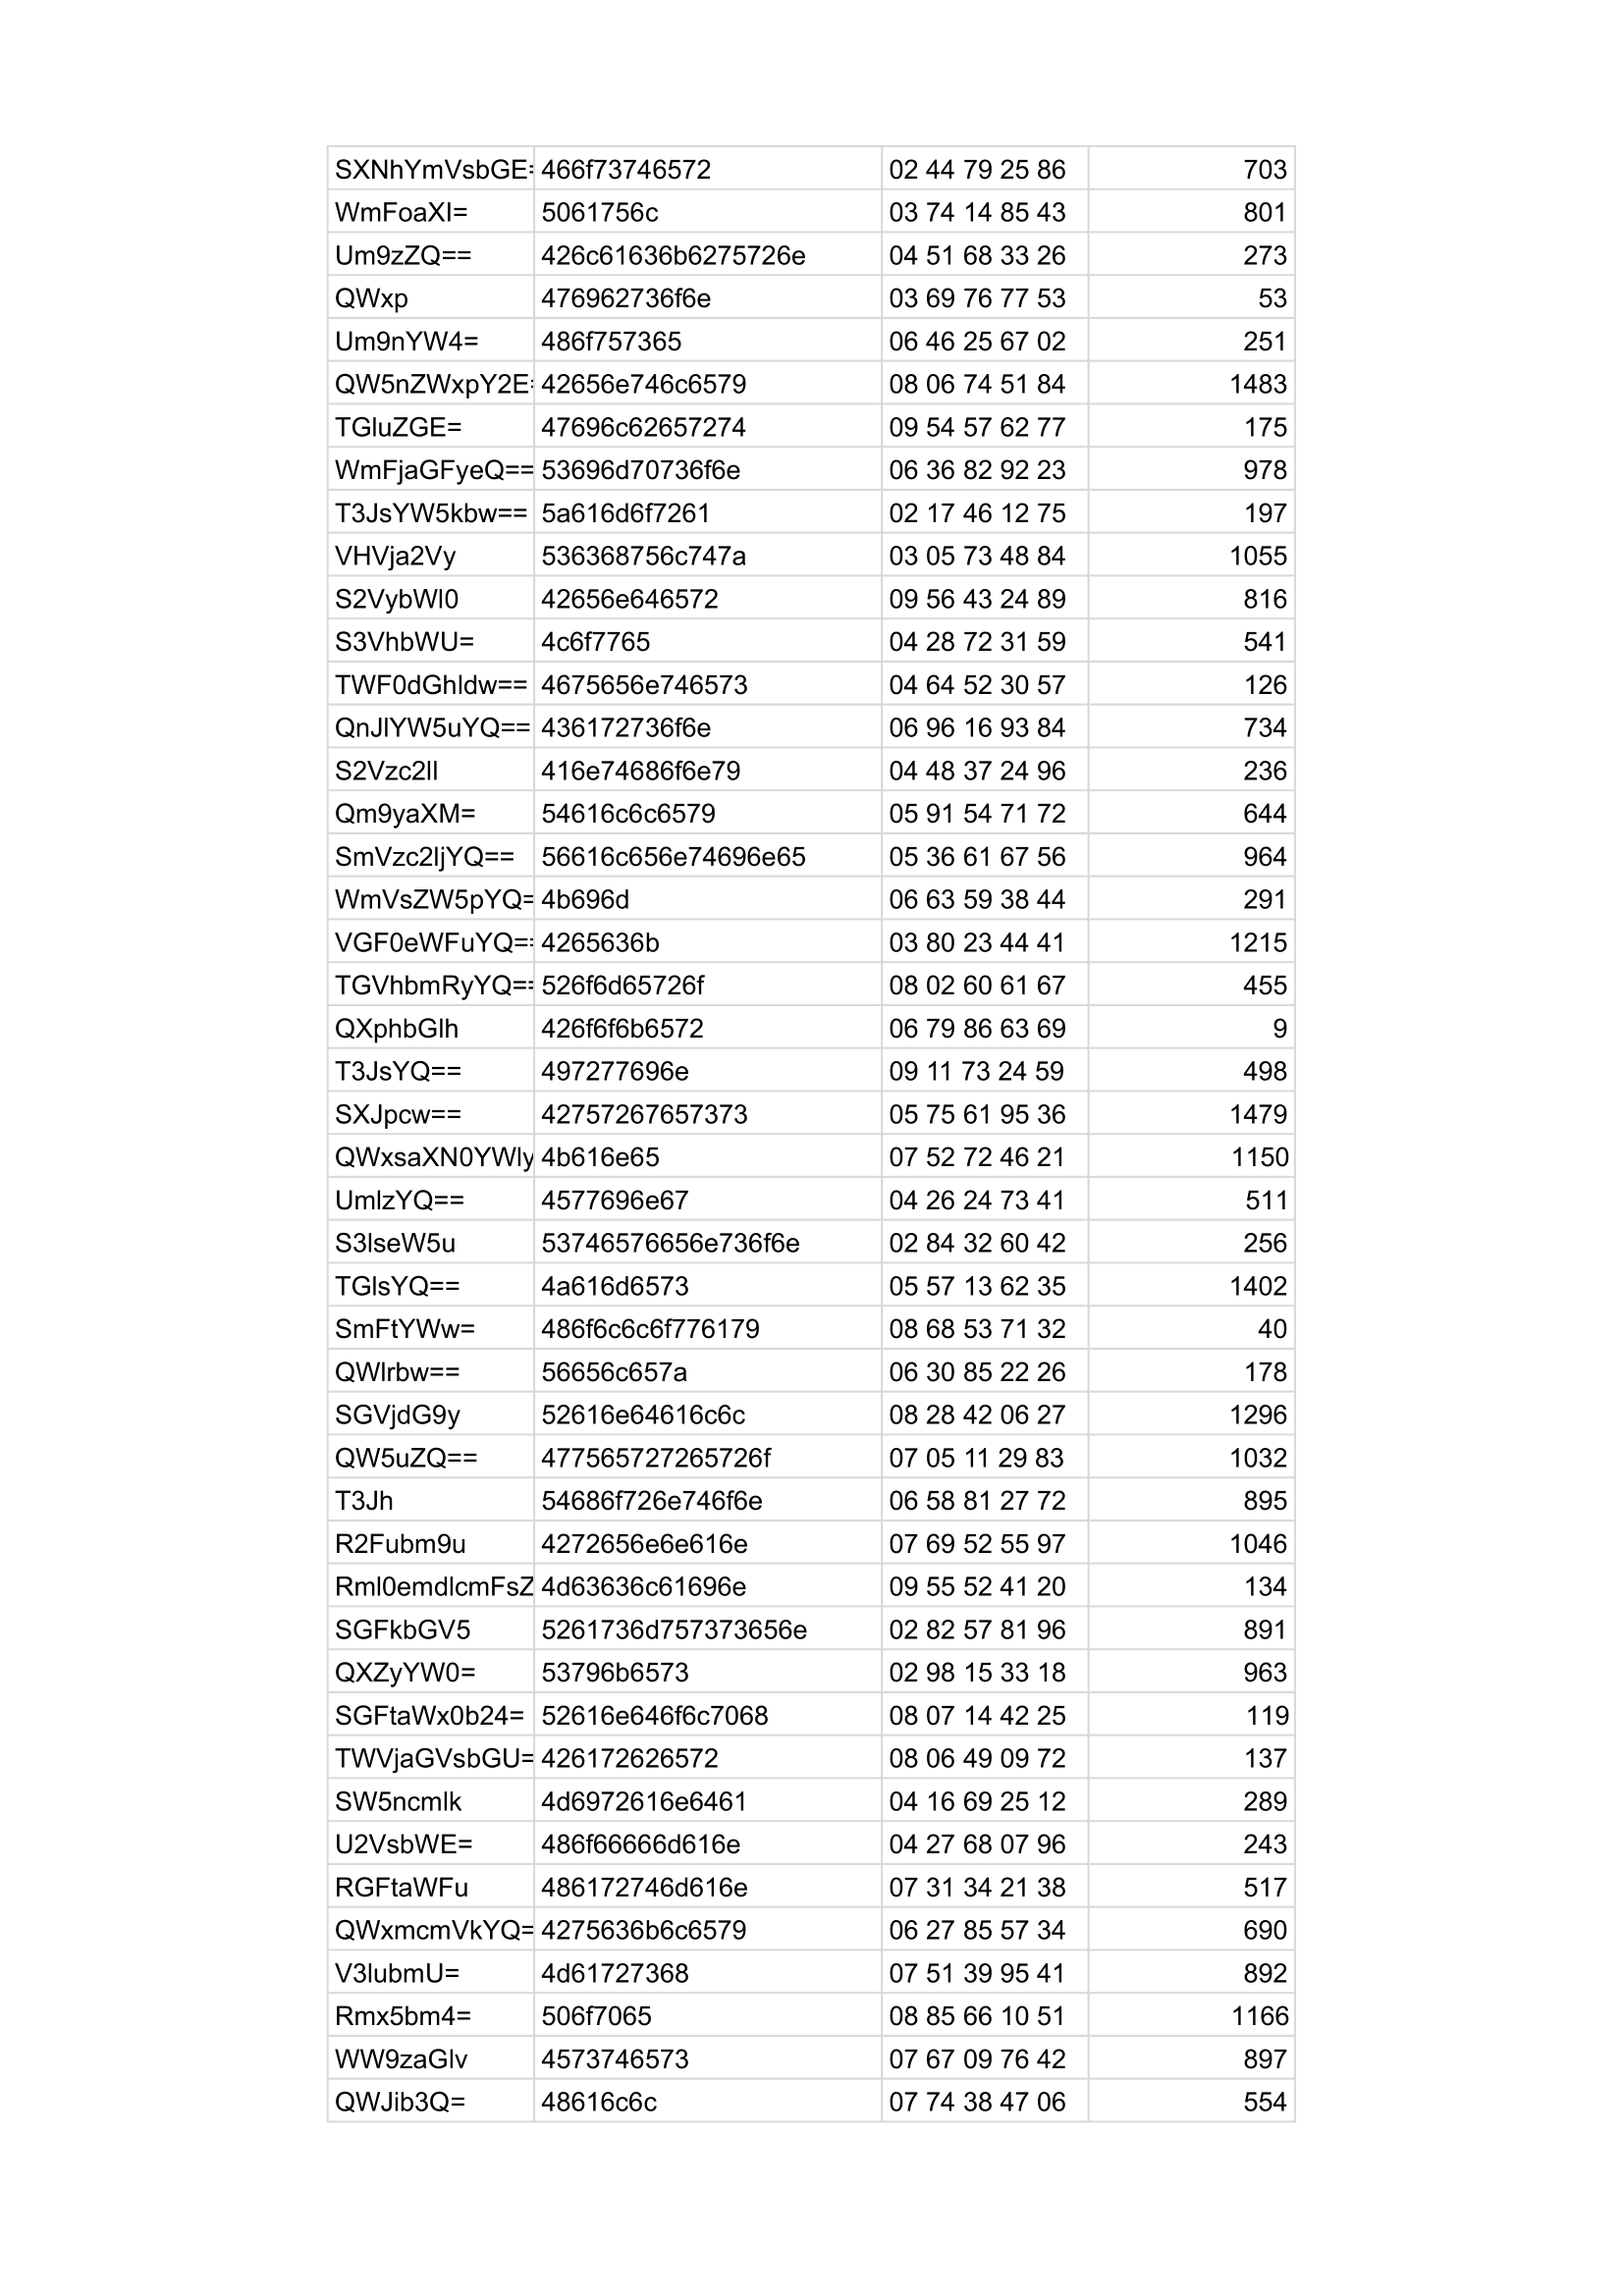 SXNhYmVsbGE= 466f73746572 02 44 79 25 86 703
WmFoaXI= 5061756c 03 74 14 85 43 801
Um9zZQ== 426c61636b6275726e 04 51 68 33 26 273
QWxp 476962736f6e 03 69 76 77 53 53
Um9nYW4= 486f757365 06 46 25 67 02 251
QW5nZWxpY2E= 42656e746c6579 08 06 74 51 84 1483
TGluZGE= 47696c62657274 09 54 57 62 77 175
WmFjaGFyeQ== 53696d70736f6e 06 36 82 92 23 978
T3JsYW5kbw== 5a616d6f7261 02 17 46 12 75 197
VHVja2Vy 536368756c747a 03 05 73 48 84 1055
S2VybWl0 42656e646572 09 56 43 24 89 816
S3VhbWU= 4c6f7765 04 28 72 31 59 541
TWF0dGhldw== 4675656e746573 04 64 52 30 57 126
QnJlYW5uYQ== 436172736f6e 06 96 16 93 84 734
S2Vzc2ll 416e74686f6e79 04 48 37 24 96 236
Qm9yaXM= 54616c6c6579 05 91 54 71 72 644
SmVzc2ljYQ== 56616c656e74696e65 05 36 61 67 56 964
WmVsZW5pYQ= 4b696d 06 63 59 38 44 291
VGF0eWFuYQ== 4265636b 03 80 23 44 41 1215
TGVhbmRyYQ== 526f6d65726f 08 02 60 61 67 455
QXphbGlh 426f6f6b6572 06 79 86 63 69 9
T3JsYQ== 497277696e 09 11 73 24 59 498
SXJpcw== 42757267657373 05 75 61 95 36 1479
QWxsaXN0YWly 4b616e65 07 52 72 46 21 1150
UmlzYQ== 4577696e67 04 26 24 73 41 511
S3lseW5u 53746576656e736f6e 02 84 32 60 42 256
TGlsYQ== 4a616d6573 05 57 13 62 35 1402
SmFtYWw= 486f6c6c6f776179 08 68 53 71 32 40
QWlrbw== 56656c657a 06 30 85 22 26 178
SGVjdG9y 52616e64616c6c 08 28 42 06 27 1296
QW5uZQ== 477565727265726f 07 05 11 29 83 1032
T3Jh 54686f726e746f6e 06 58 81 27 72 895
R2Fubm9u 4272656e6e616e 07 69 52 55 97 1046
Rml0emdlcmFsZ 4d63636c61696e 09 55 52 41 20 134
SGFkbGV5 5261736d757373656e 02 82 57 81 96 891
QXZyYW0= 53796b6573 02 98 15 33 18 963
SGFtaWx0b24= 52616e646f6c7068 08 07 14 42 25 119
TWVjaGVsbGU= 426172626572 08 06 49 09 72 137
SW5ncmlk 4d6972616e6461 04 16 69 25 12 289
U2VsbWE= 486f66666d616e 04 27 68 07 96 243
RGFtaWFu 486172746d616e 07 31 34 21 38 517
QWxmcmVkYQ= 4275636b6c6579 06 27 85 57 34 690
V3lubmU= 4d61727368 07 51 39 95 41 892
Rmx5bm4= 506f7065 08 85 66 10 51 1166
WW9zaGlv 4573746573 07 67 09 76 42 897
QWJib3Q= 48616c6c 07 74 38 47 06 554